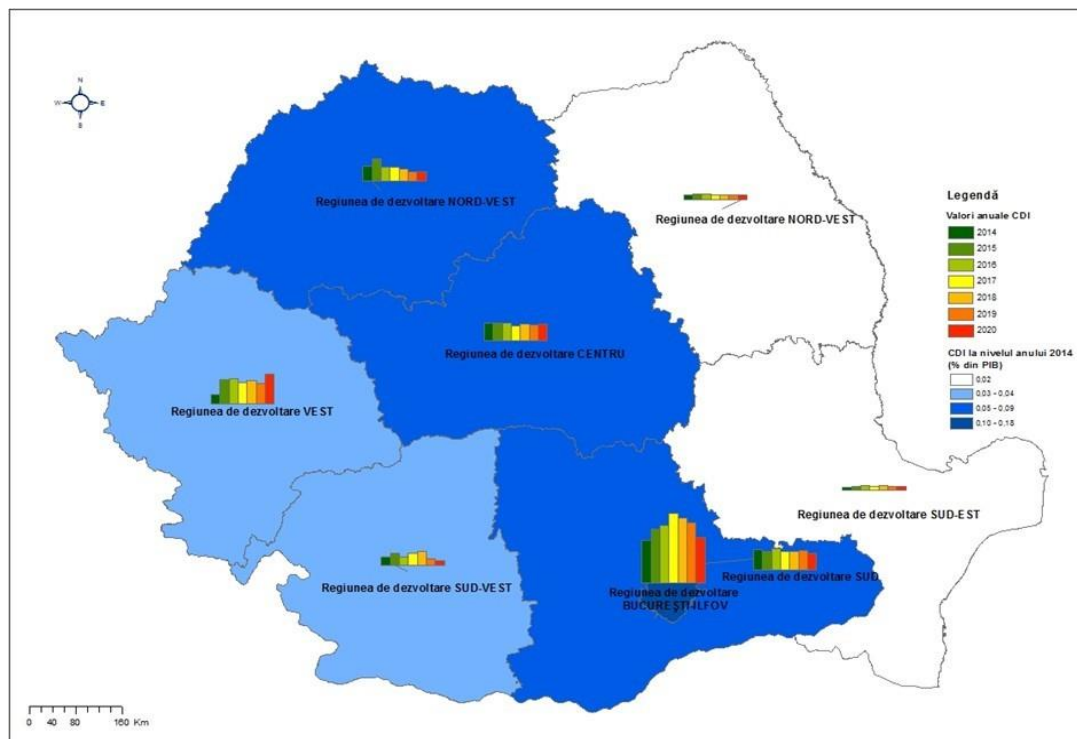 N
W E
S
Regiunea de dezvoltare NORD-VEST
Regiunea de dezvoltare NORD-VEST
Regiunea de dezvoltare CENTRU
Regiunea de dezvoltare VEST
Regiunea de dezvoltare SUD-EST
Regiunea de dezvoltare SUD
Regiunea de dezvoltare
BUCUREȘTI-ILFOV
Regiunea de dezvoltare SUD-VEST
Legendă
Valori anuale CDI
2014
2015
2016
2017
2018
2019
2020
CDI la nivelul anului 2014
(% din PIB)
0,02
0,03 - 0,04
0,05 - 0,09
0,10 - 0,18
0 40 80 160 Km